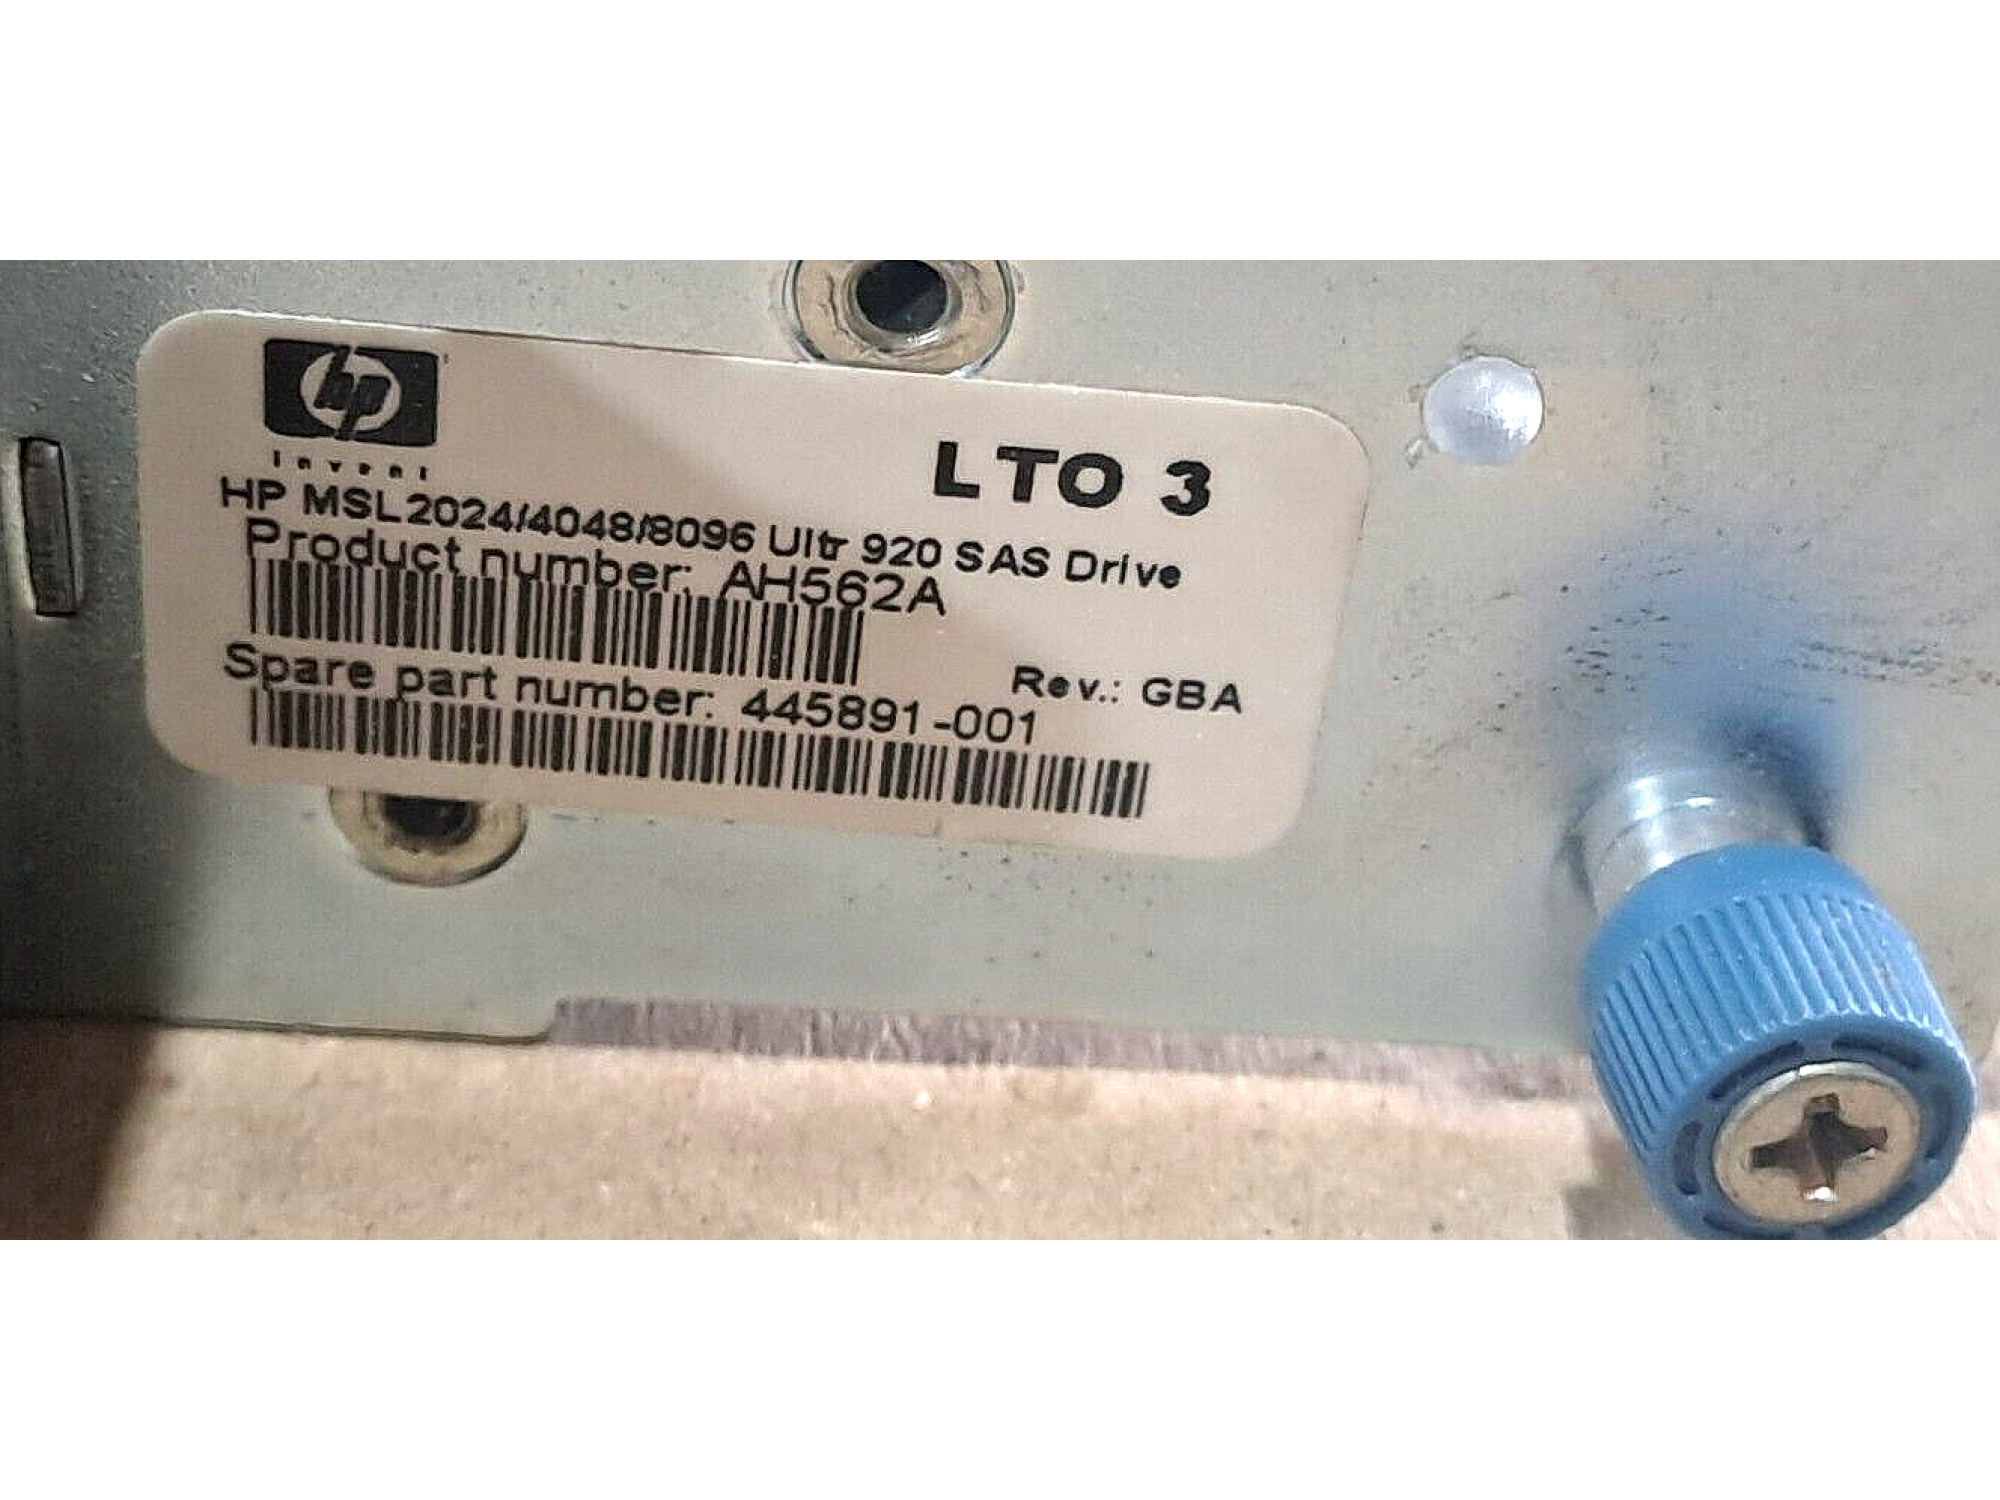 hp
invent
LTO 3
HP MSL2024/4048/8096 Ultr 920 SAS Drive
Product number: AH562A
Spare part number: 445891-001
Rev.: GBA